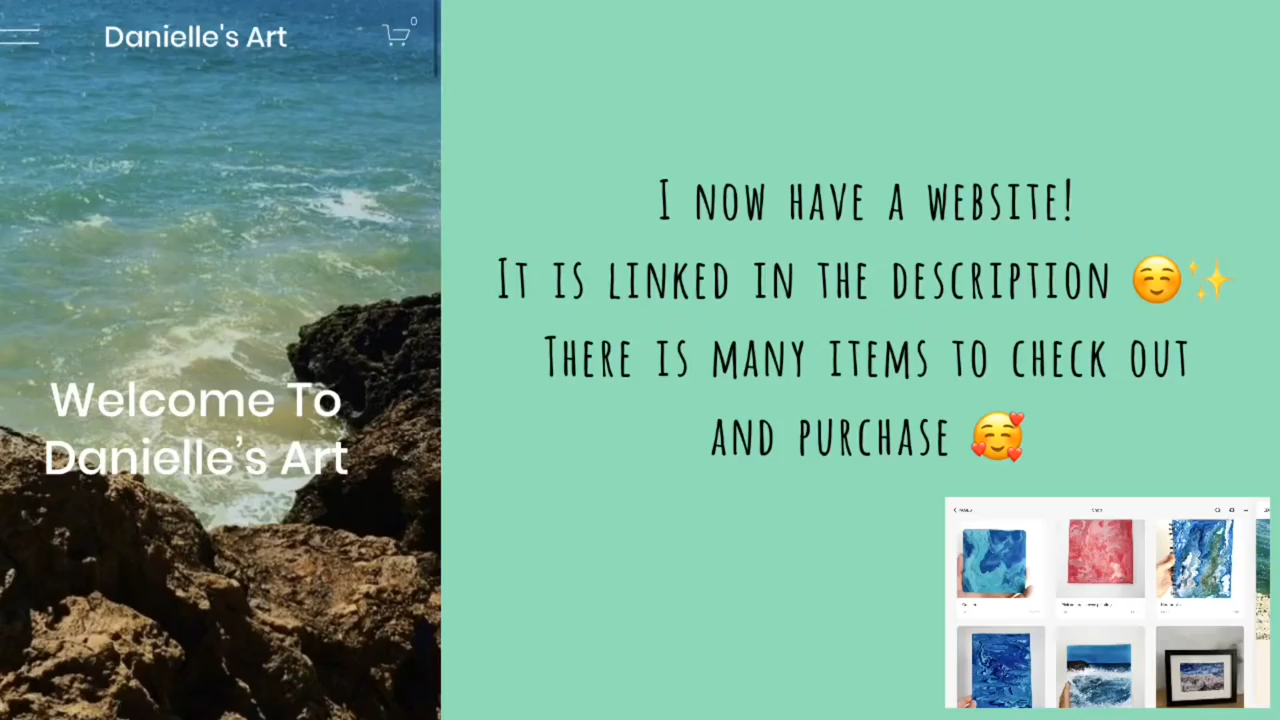 Danielle's Art
0
Welcome To
Danielle's Art
I now have a website!
It is linked in the description ☺️✨
There is many items to check out
and purchase 🥰